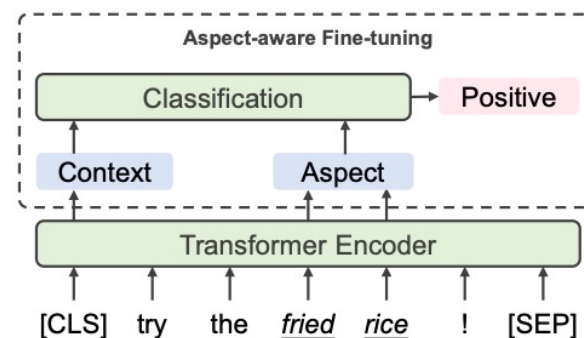 Aspect-aware Fine-tuning
Classification
Positive
Context
Aspect
Transformer Encoder
[CLS] try the fried rice ! [SEP]